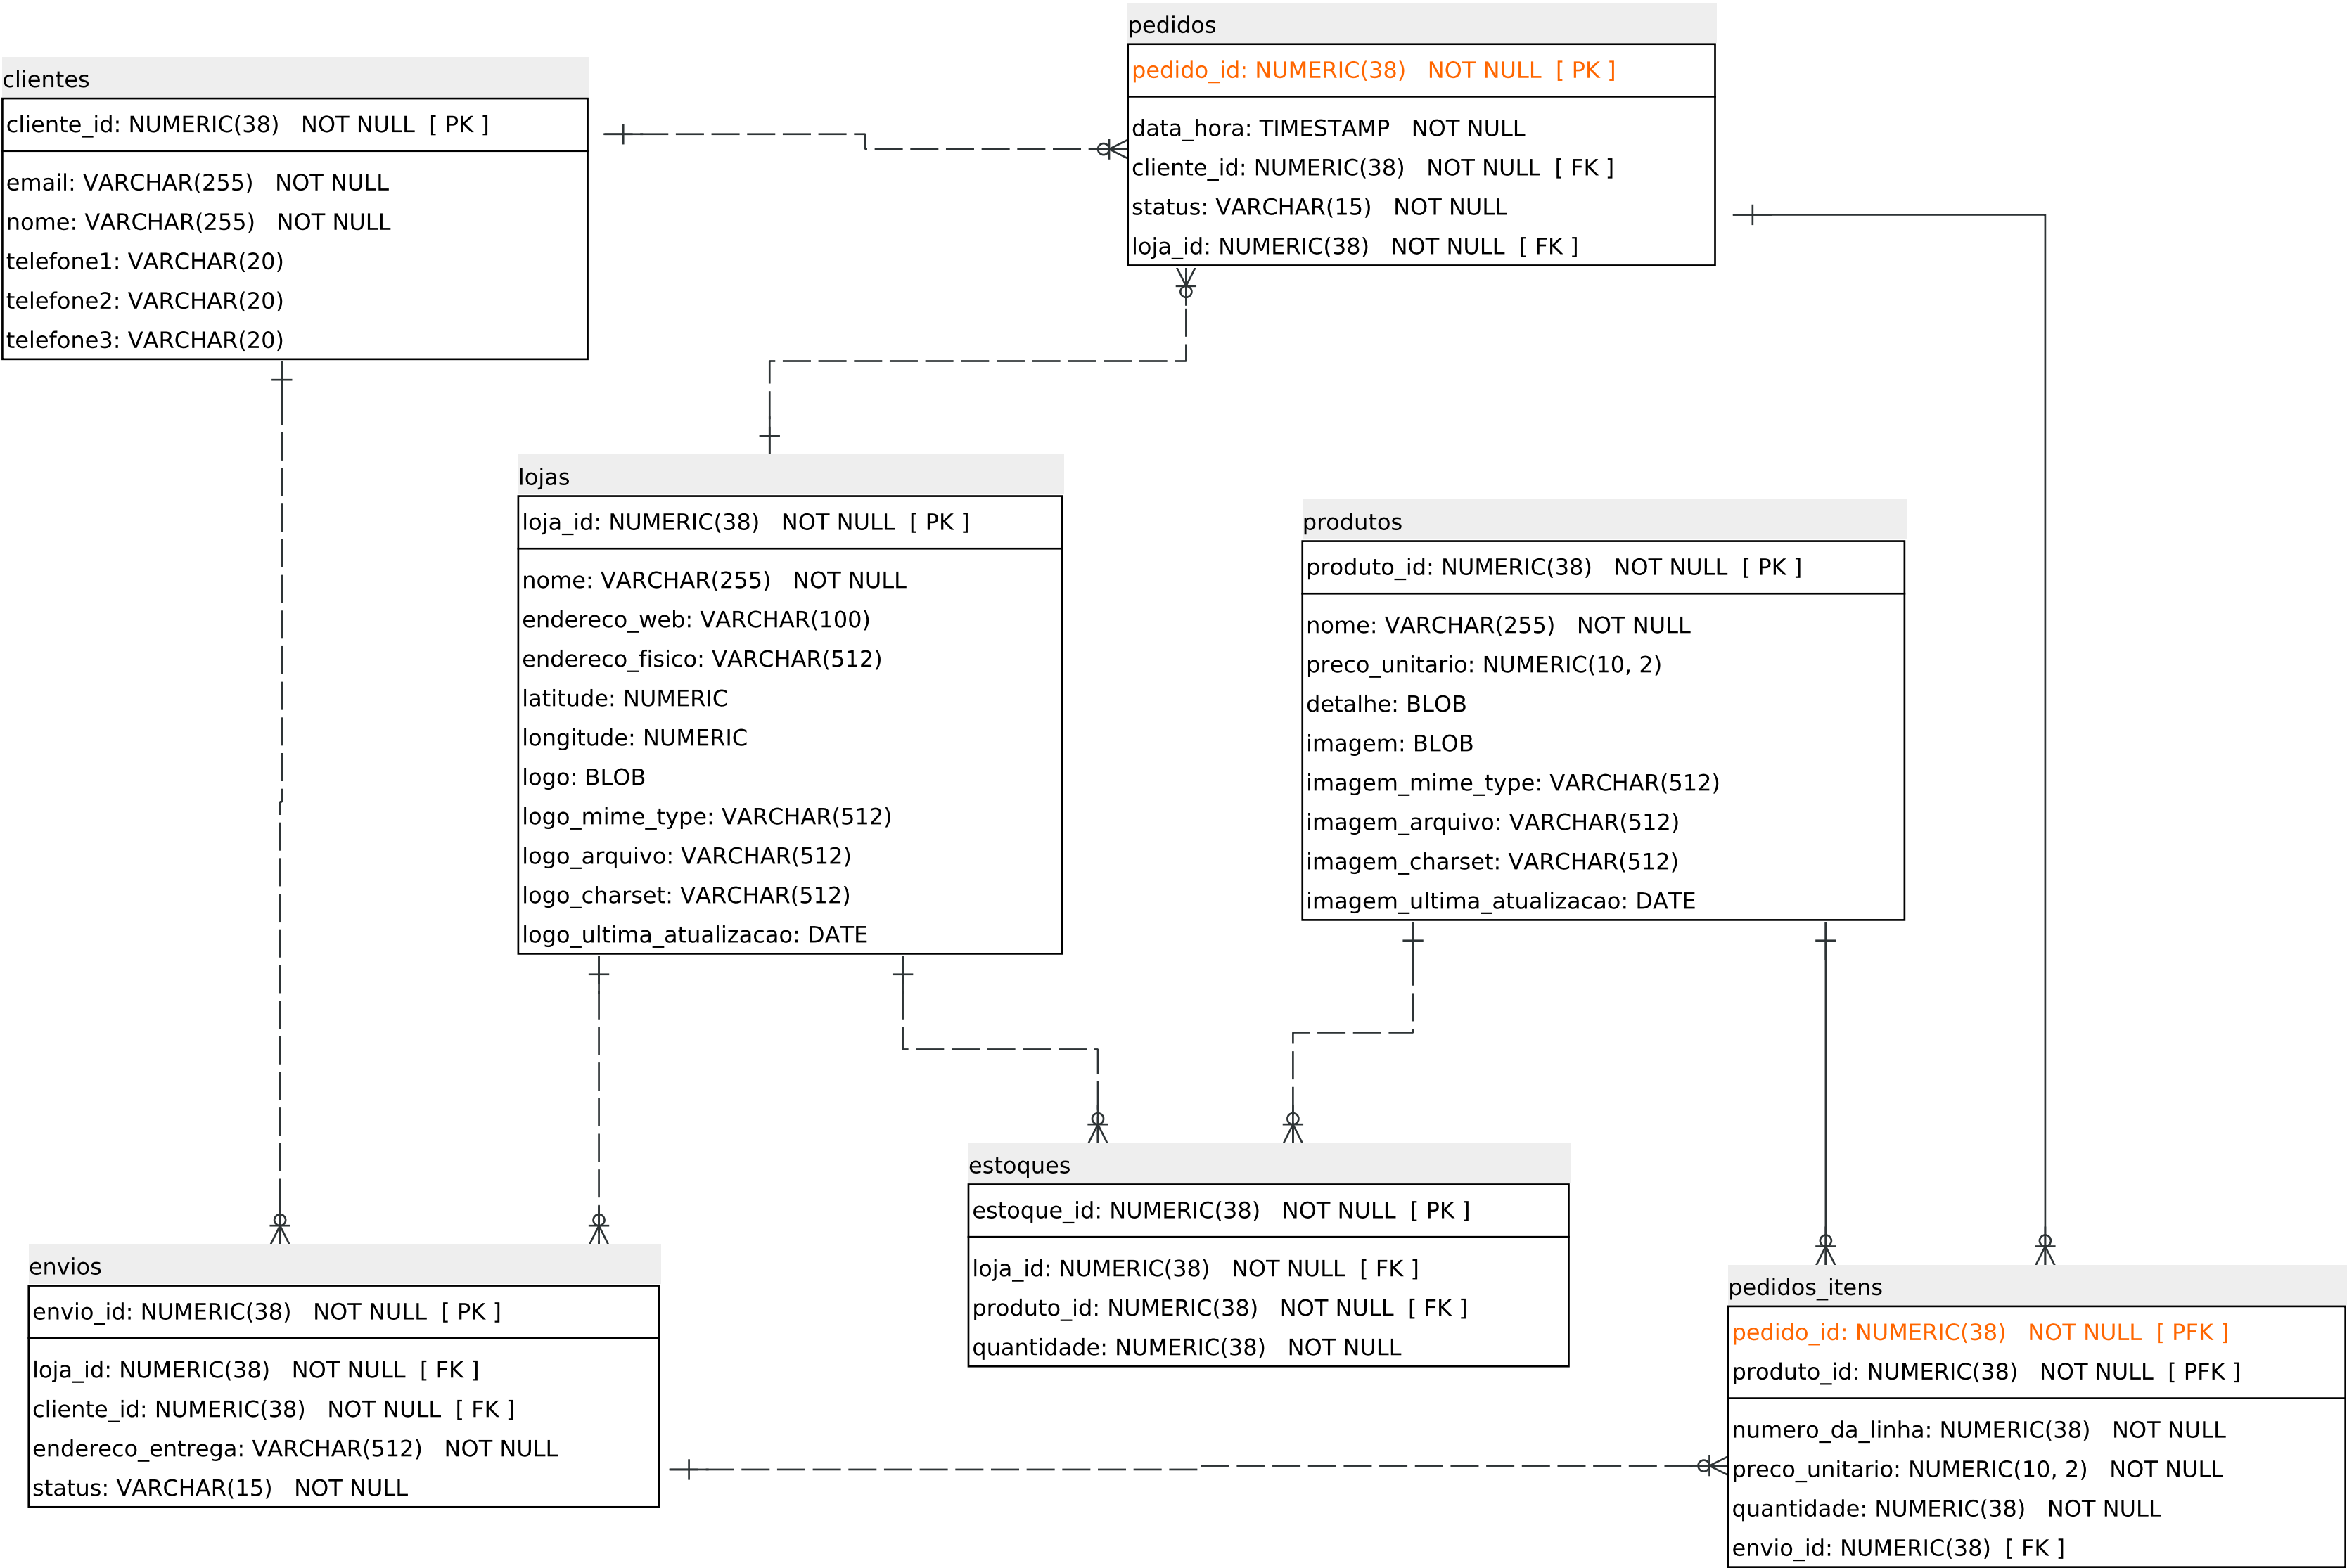 pedidos
pedido_id: NUMERIC(38) NOT NULL [ PK ]
data_hora: TIMESTAMP NOT NULL
cliente_id: NUMERIC(38) NOT NULL [ FK ]
status: VARCHAR(15) NOT NULL
loja_id: NUMERIC(38) NOT NULL [ FK ]
clientes
cliente_id: NUMERIC(38) NOT NULL [ PK ]
email: VARCHAR(255) NOT NULL
nome: VARCHAR(255) NOT NULL
telefone1: VARCHAR(20)
telefone2: VARCHAR(20)
telefone3: VARCHAR(20)
lojas
loja_id: NUMERIC(38) NOT NULL [ PK ]
nome: VARCHAR(255) NOT NULL
endereco_web: VARCHAR(100)
endereco_fisico: VARCHAR(512)
latitude: NUMERIC
longitude: NUMERIC
logo: BLOB
logo_mime_type: VARCHAR(512)
logo_arquivo: VARCHAR(512)
logo_charset: VARCHAR(512)
logo_ultima_atualizacao: DATE
produtos
produto_id: NUMERIC(38) NOT NULL [ PK ]
nome: VARCHAR(255) NOT NULL
preco_unitario: NUMERIC(10, 2)
detalhe: BLOB
imagem: BLOB
imagem_mime_type: VARCHAR(512)
imagem_arquivo: VARCHAR(512)
imagem_charset: VARCHAR(512)
imagem_ultima_atualizacao: DATE
estoques
estoque_id: NUMERIC(38) NOT NULL [ PK ]
loja_id: NUMERIC(38) NOT NULL [ FK ]
produto_id: NUMERIC(38) NOT NULL [ FK ]
quantidade: NUMERIC(38) NOT NULL
envios
envio_id: NUMERIC(38) NOT NULL [ PK ]
loja_id: NUMERIC(38) NOT NULL [ FK ]
cliente_id: NUMERIC(38) NOT NULL [ FK ]
endereco_entrega: VARCHAR(512) NOT NULL
status: VARCHAR(15) NOT NULL
pedidos_itens
pedido_id: NUMERIC(38) NOT NULL [ PFK ]
produto_id: NUMERIC(38) NOT NULL [ PFK ]
numero_da_linha: NUMERIC(38) NOT NULL
preco_unitario: NUMERIC(10, 2) NOT NULL
quantidade: NUMERIC(38) NOT NULL
envio_id: NUMERIC(38) [ FK ]